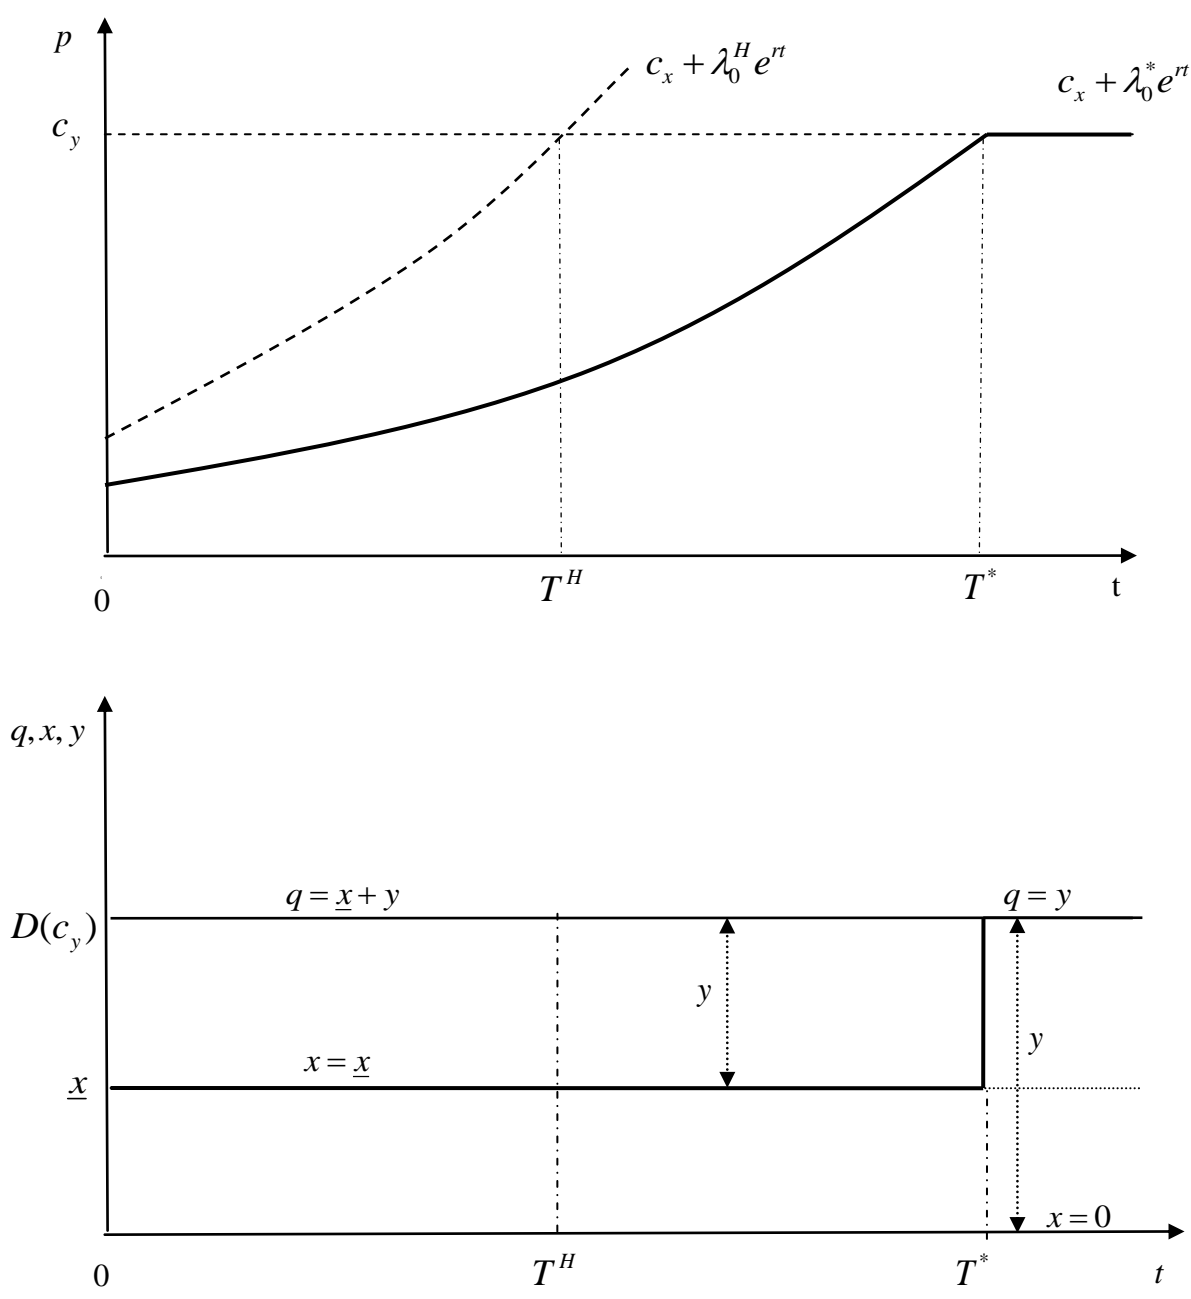 p
c_x + λ_0^H e^{rt}
c_x + λ_0^* e^{rt}
c_y
0
T^H
T^*
t
q, x, y
q = x̲ + y
q = y
D(c_y)
y
y
x = x̲
x̲
x = 0
0
T^H
T^*
t